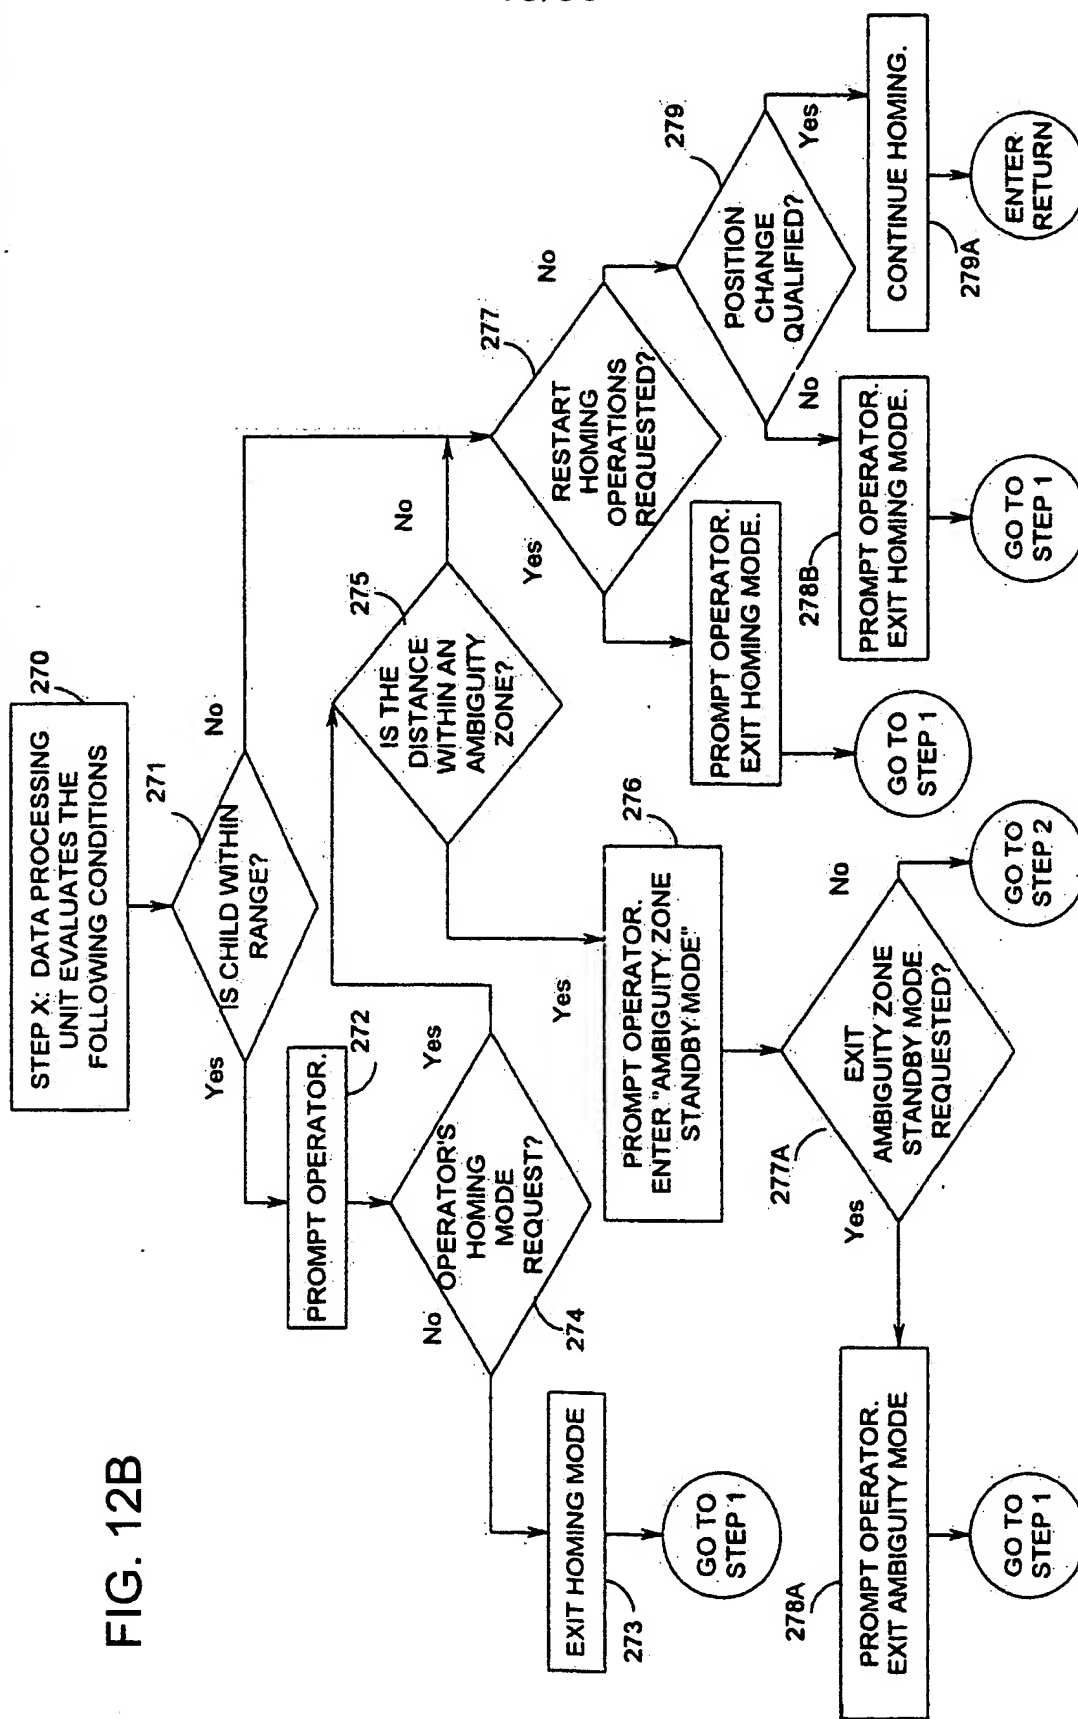 FIG. 12B
STEP X: DATA PROCESSING
UNIT EVALUATES THE
FOLLOWING CONDITIONS
270
IS CHILD WITHIN
RANGE?
271
Yes
No
PROMPT OPERATOR.
272
OPERATOR'S
HOMING
MODE
REQUEST?
274
No
Yes
EXIT HOMING MODE
273
GO TO
STEP 1
IS THE
DISTANCE
WITHIN AN
AMBIGUITY
ZONE?
275
No
Yes
PROMPT OPERATOR.
ENTER "AMBIGUITY ZONE
STANDBY MODE"
276
EXIT
AMBIGUITY ZONE
STANDBY MODE
REQUESTED?
277A
Yes
No
PROMPT OPERATOR.
EXIT AMBIGUITY MODE
278A
GO TO
STEP 1
GO TO
STEP 2
RESTART
HOMING
OPERATIONS
REQUESTED?
277
Yes
No
PROMPT OPERATOR.
EXIT HOMING MODE.
GO TO
STEP 1
POSITION
CHANGE
QUALIFIED?
279
No
Yes
PROMPT OPERATOR.
EXIT HOMING MODE.
278B
GO TO
STEP 1
CONTINUE HOMING.
279A
ENTER
RETURN